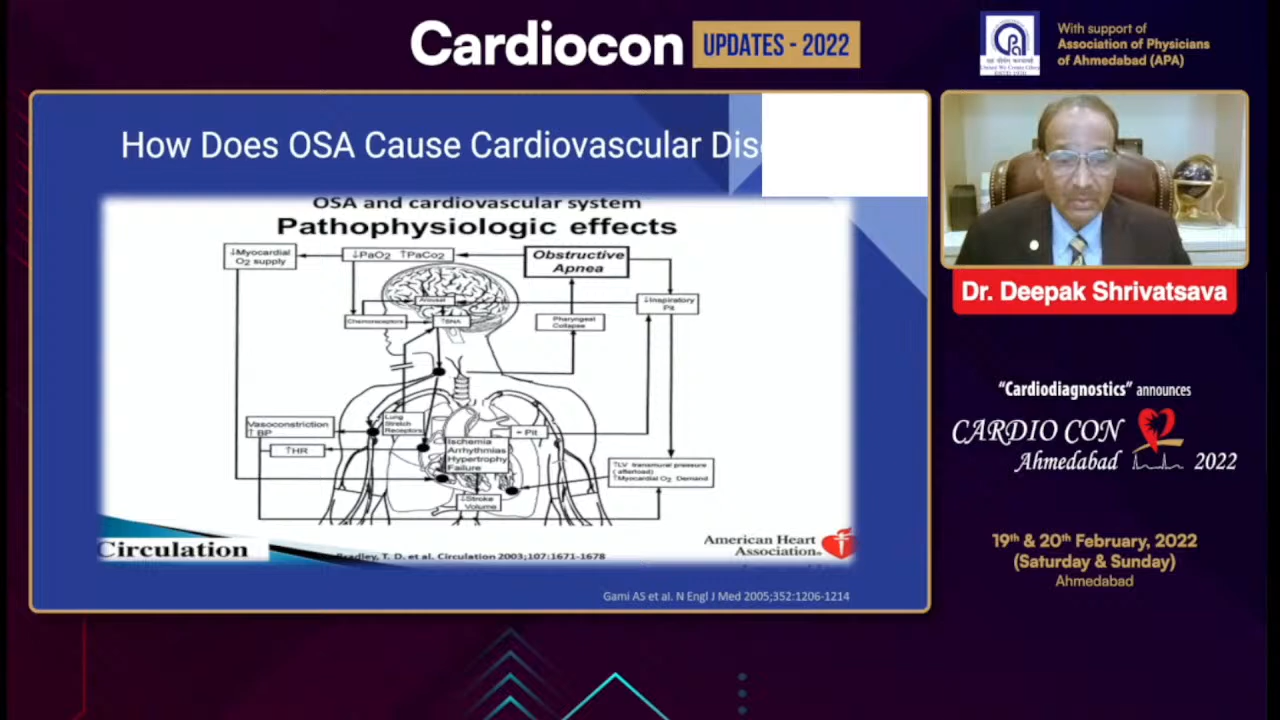 Cardiocon
UPDATES - 2022
With support of
Association of Physicians
of Ahmedabad (APA)
How Does OSA Cause Cardiovascular Dis
OSA and cardiovascular system
Pathophysiologic effects
↓Myocardial
O2 supply
↓PaO2 ↑PaCo2
Obstructive
Apnea
Arousal
↓Inspiratory
Pit
Chemoreceptors
↑SNA
Pharyngeal
Collapse
Vasoconstriction
↑ BP
Lung
Stretch
Receptors
- Pit
↑HR
Ischemia
Arrhythmias
Hypertrophy
Failure
↑LV transmural pressure
(afterload)
↑Myocardial O2 Demand
↓Stroke
Volume
Circulation
Bradley, T. D. et al. Circulation 2003;107:1671-1678
American Heart
Association
Gami AS et al. N Engl J Med 2005;352:1206-1214
Dr. Deepak Shrivatsava
"Cardiodiagnostics" announces
CARDIO CON
Ahmedabad 2022
19th & 20th February, 2022
(Saturday & Sunday)
Ahmedabad